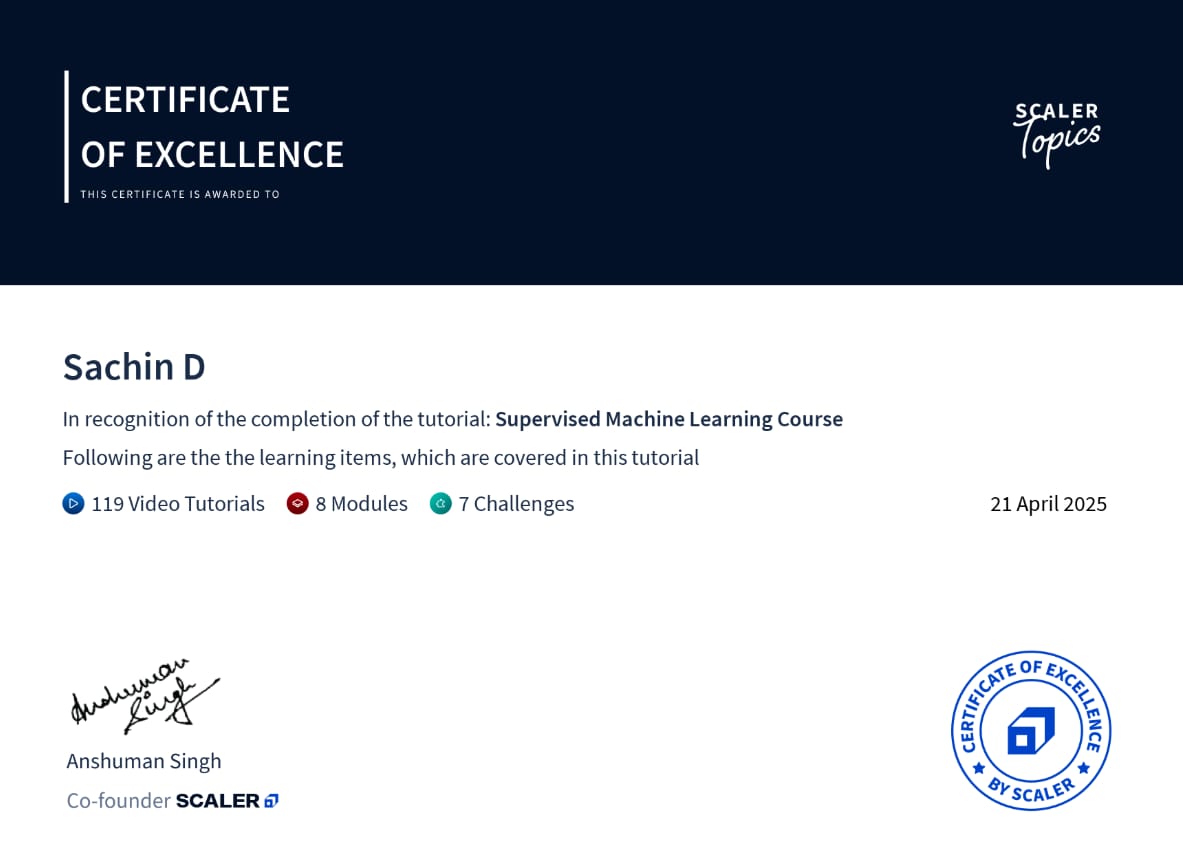 CERTIFICATE
OF EXCELLENCE
THIS CERTIFICATE IS AWARDED TO
SCALER
Topics
Sachin D
In recognition of the completion of the tutorial: Supervised Machine Learning Course
Following are the the learning items, which are covered in this tutorial
119 Video Tutorials 8 Modules 7 Challenges 21 April 2025
Anshuman
Singh
Anshuman Singh
Co-founder SCALER
CERTIFICATE OF EXCELLENCE
BY SCALER